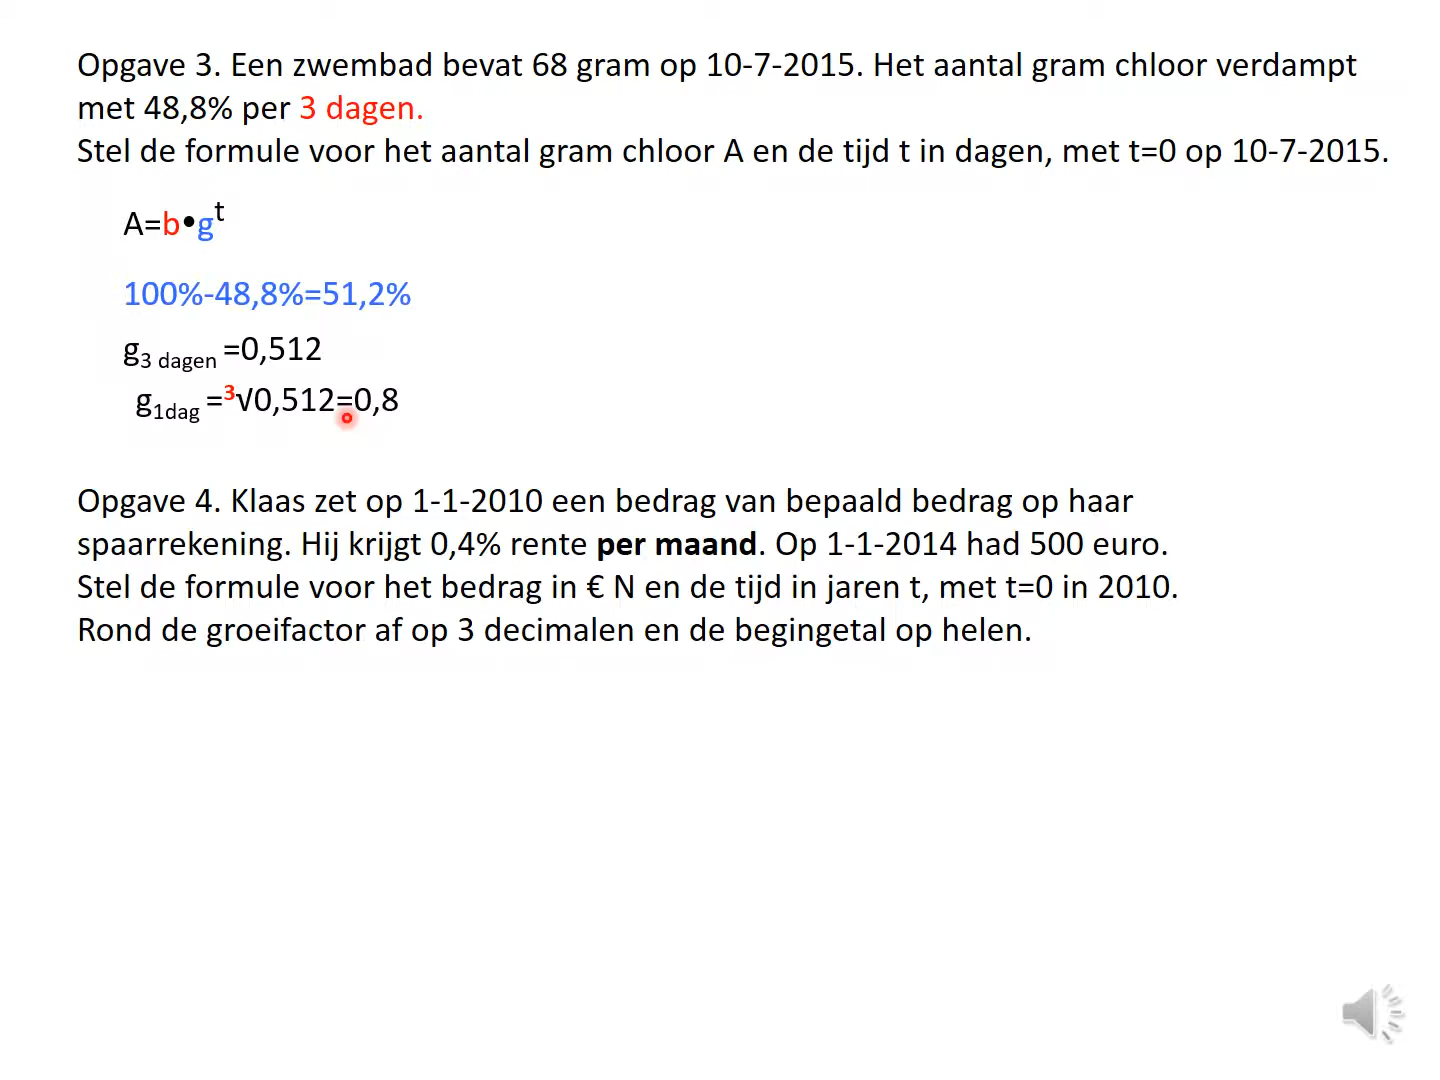 Opgave 3. Een zwembad bevat 68 gram op 10-7-2015. Het aantal gram chloor verdampt
met 48,8% per 3 dagen.
Stel de formule voor het aantal gram chloor A en de tijd t in dagen, met t=0 op 10-7-2015.
A=b•g^t
100%-48,8%=51,2%
g3 dagen =0,512
g1dag =³√0,512=0,8
Opgave 4. Klaas zet op 1-1-2010 een bedrag van bepaald bedrag op haar
spaarrekening. Hij krijgt 0,4% rente per maand. Op 1-1-2014 had 500 euro.
Stel de formule voor het bedrag in € N en de tijd in jaren t, met t=0 in 2010.
Rond de groeifactor af op 3 decimalen en de begingetal op helen.